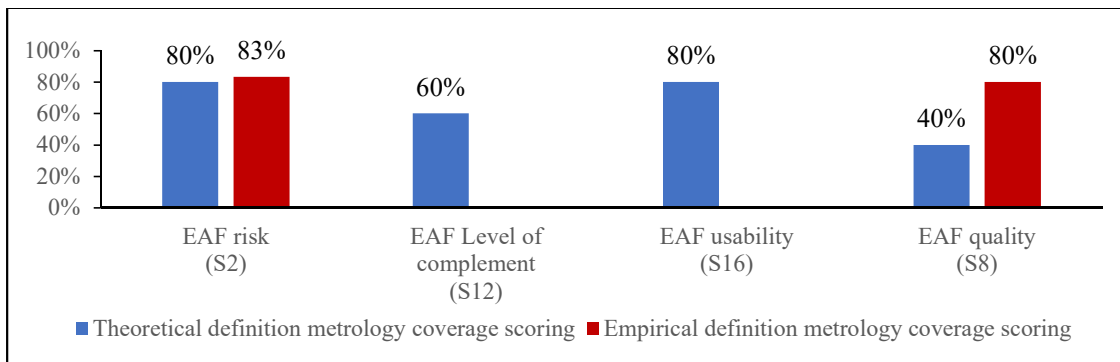 100%
80%
60%
40%
20%
0%
80%
83%
60%
80%
40%
80%
EAF risk
(S2)
EAF Level of
complement
(S12)
EAF usability
(S16)
EAF quality
(S8)
Theoretical definition metrology coverage scoring
Empirical definition metrology coverage scoring